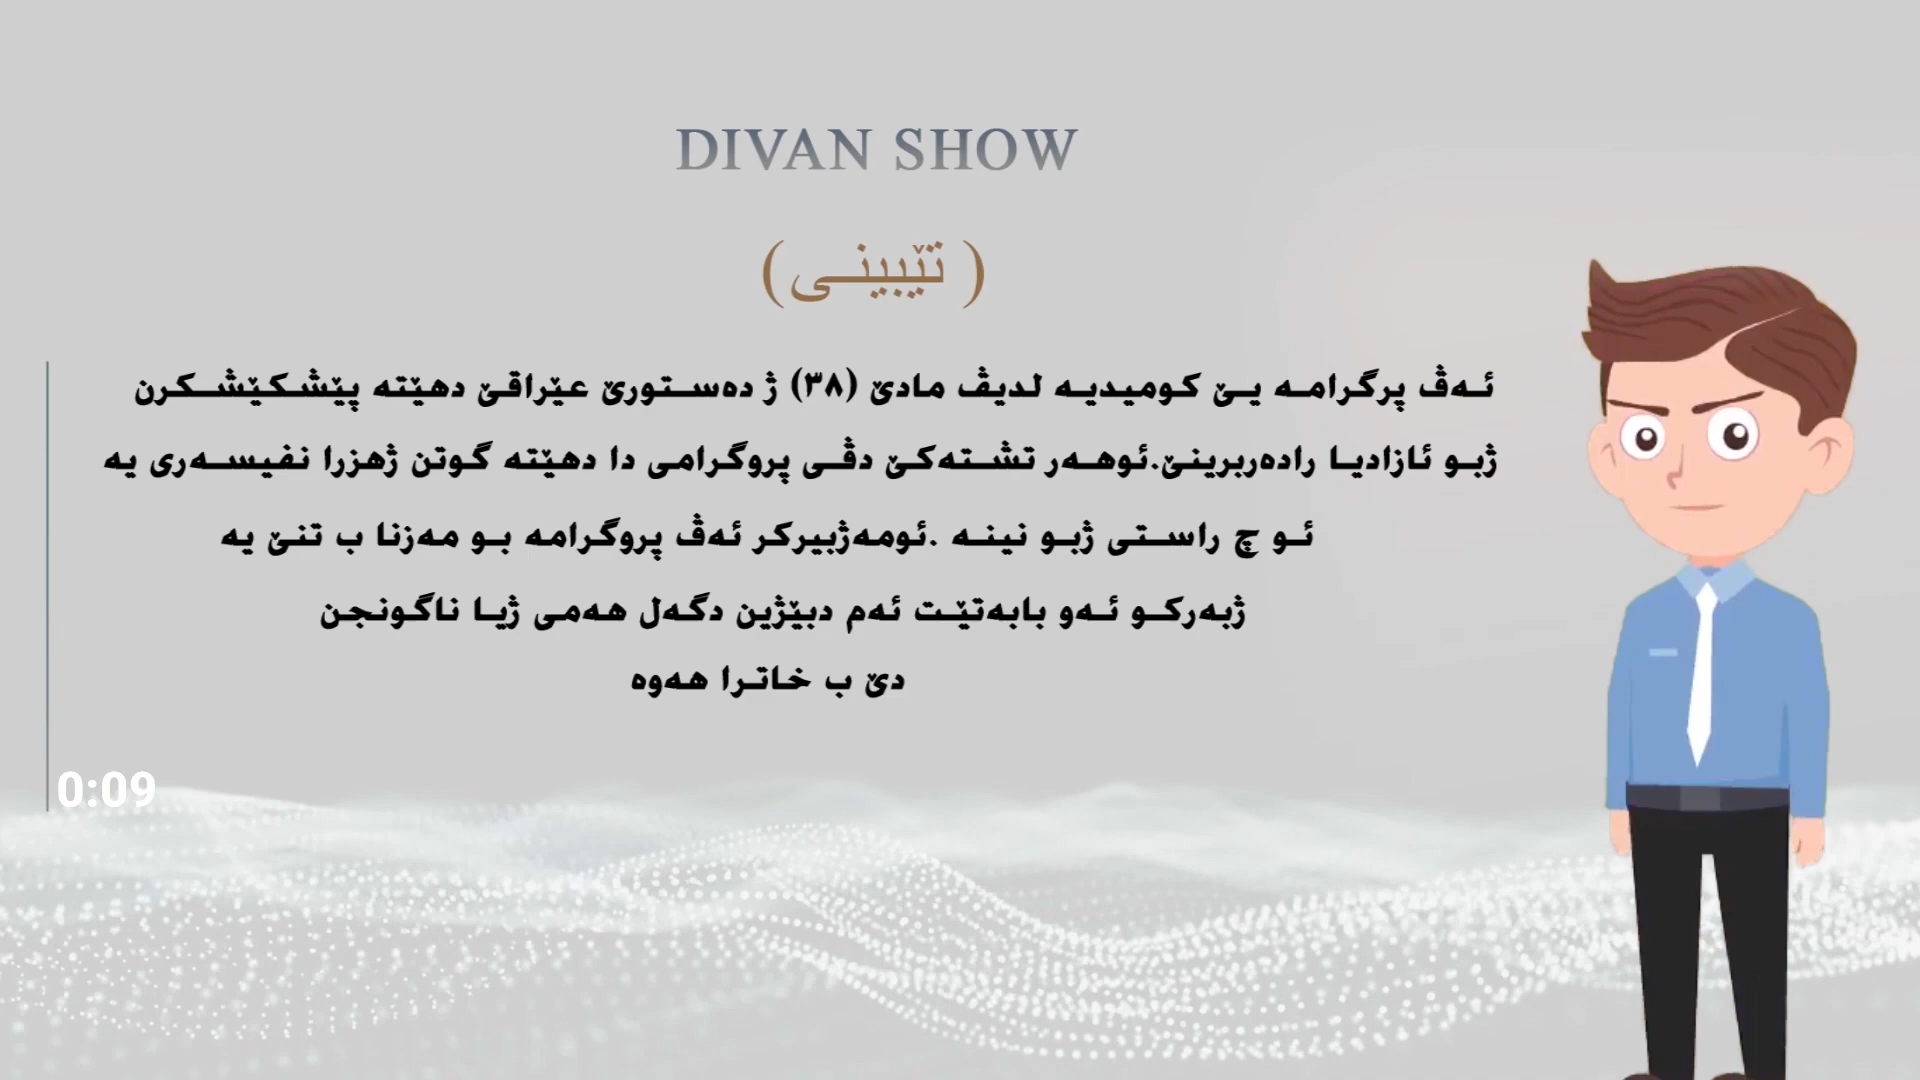 DIVAN SHOW
( تێبینی)
ئەڤ پرگرامە یێ کومیدیە لدیڤ مادێ (٣٨) ژ دەستورێ عێراقێ دهێتە پێشکێشکرن
ژبو ئازادیا رادەربرینێ.ئوهەر تشتەکێ دڤی پروگرامی دا دهێتە گوتن ژهزرا نفیسەری یە
ئو چ راستی ژبو نینە .ئومەژبیرکر ئەڤ پروگرامە بو مەزنا ب تنێ یە
ژبەرکو ئەو بابەتێت ئەم دبێژین دگەل هەمی ژیا ناگونجن
دێ ب خاترا هەوە
0:09